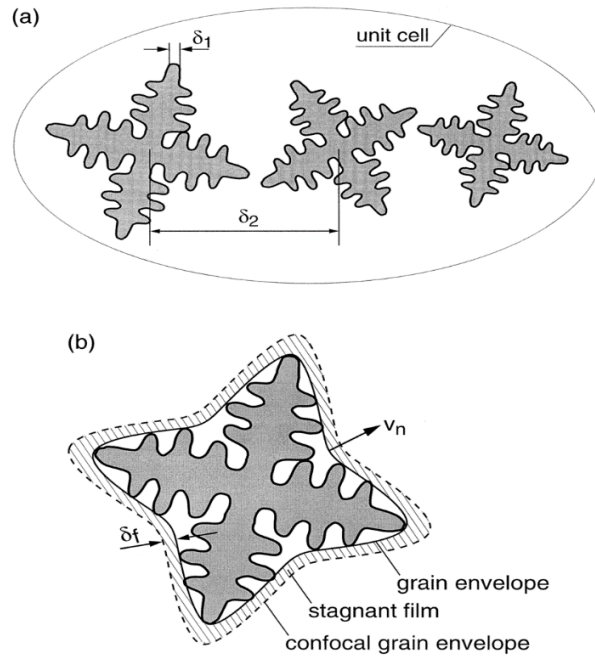 (a)
δ1
unit cell
δ2
(b)
vn
δf
grain envelope
stagnant film
confocal grain envelope